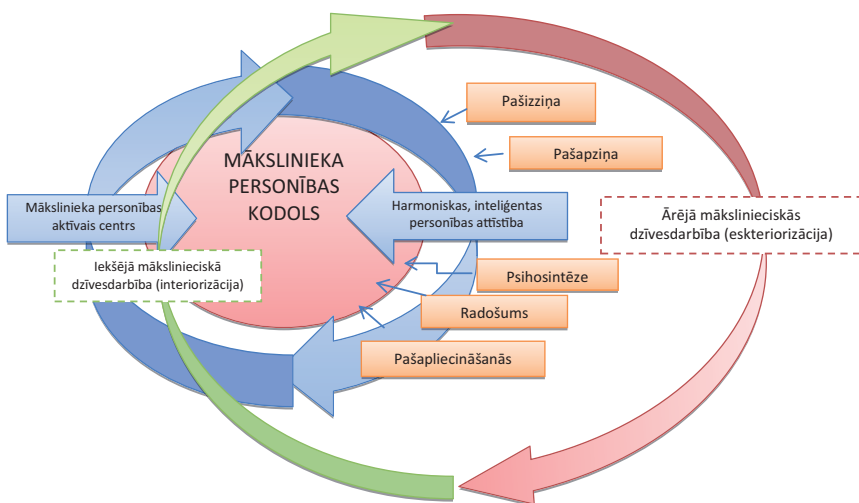 Pašizziņa
Pašapziņa
MĀKSLINIEKA
PERSONĪBAS
KODOLS
Mākslinieka personības
aktīvais centrs
Harmoniskas, inteliģentas
personības attīstība
Ārējā mākslinieciskās
dzīvesdarbība (eskteriorizācija)
Iekšējā mākslinieciskā
dzīvesdarbība (interiorizācija)
Psihosintēze
Radošums
Pašapliecināšanās